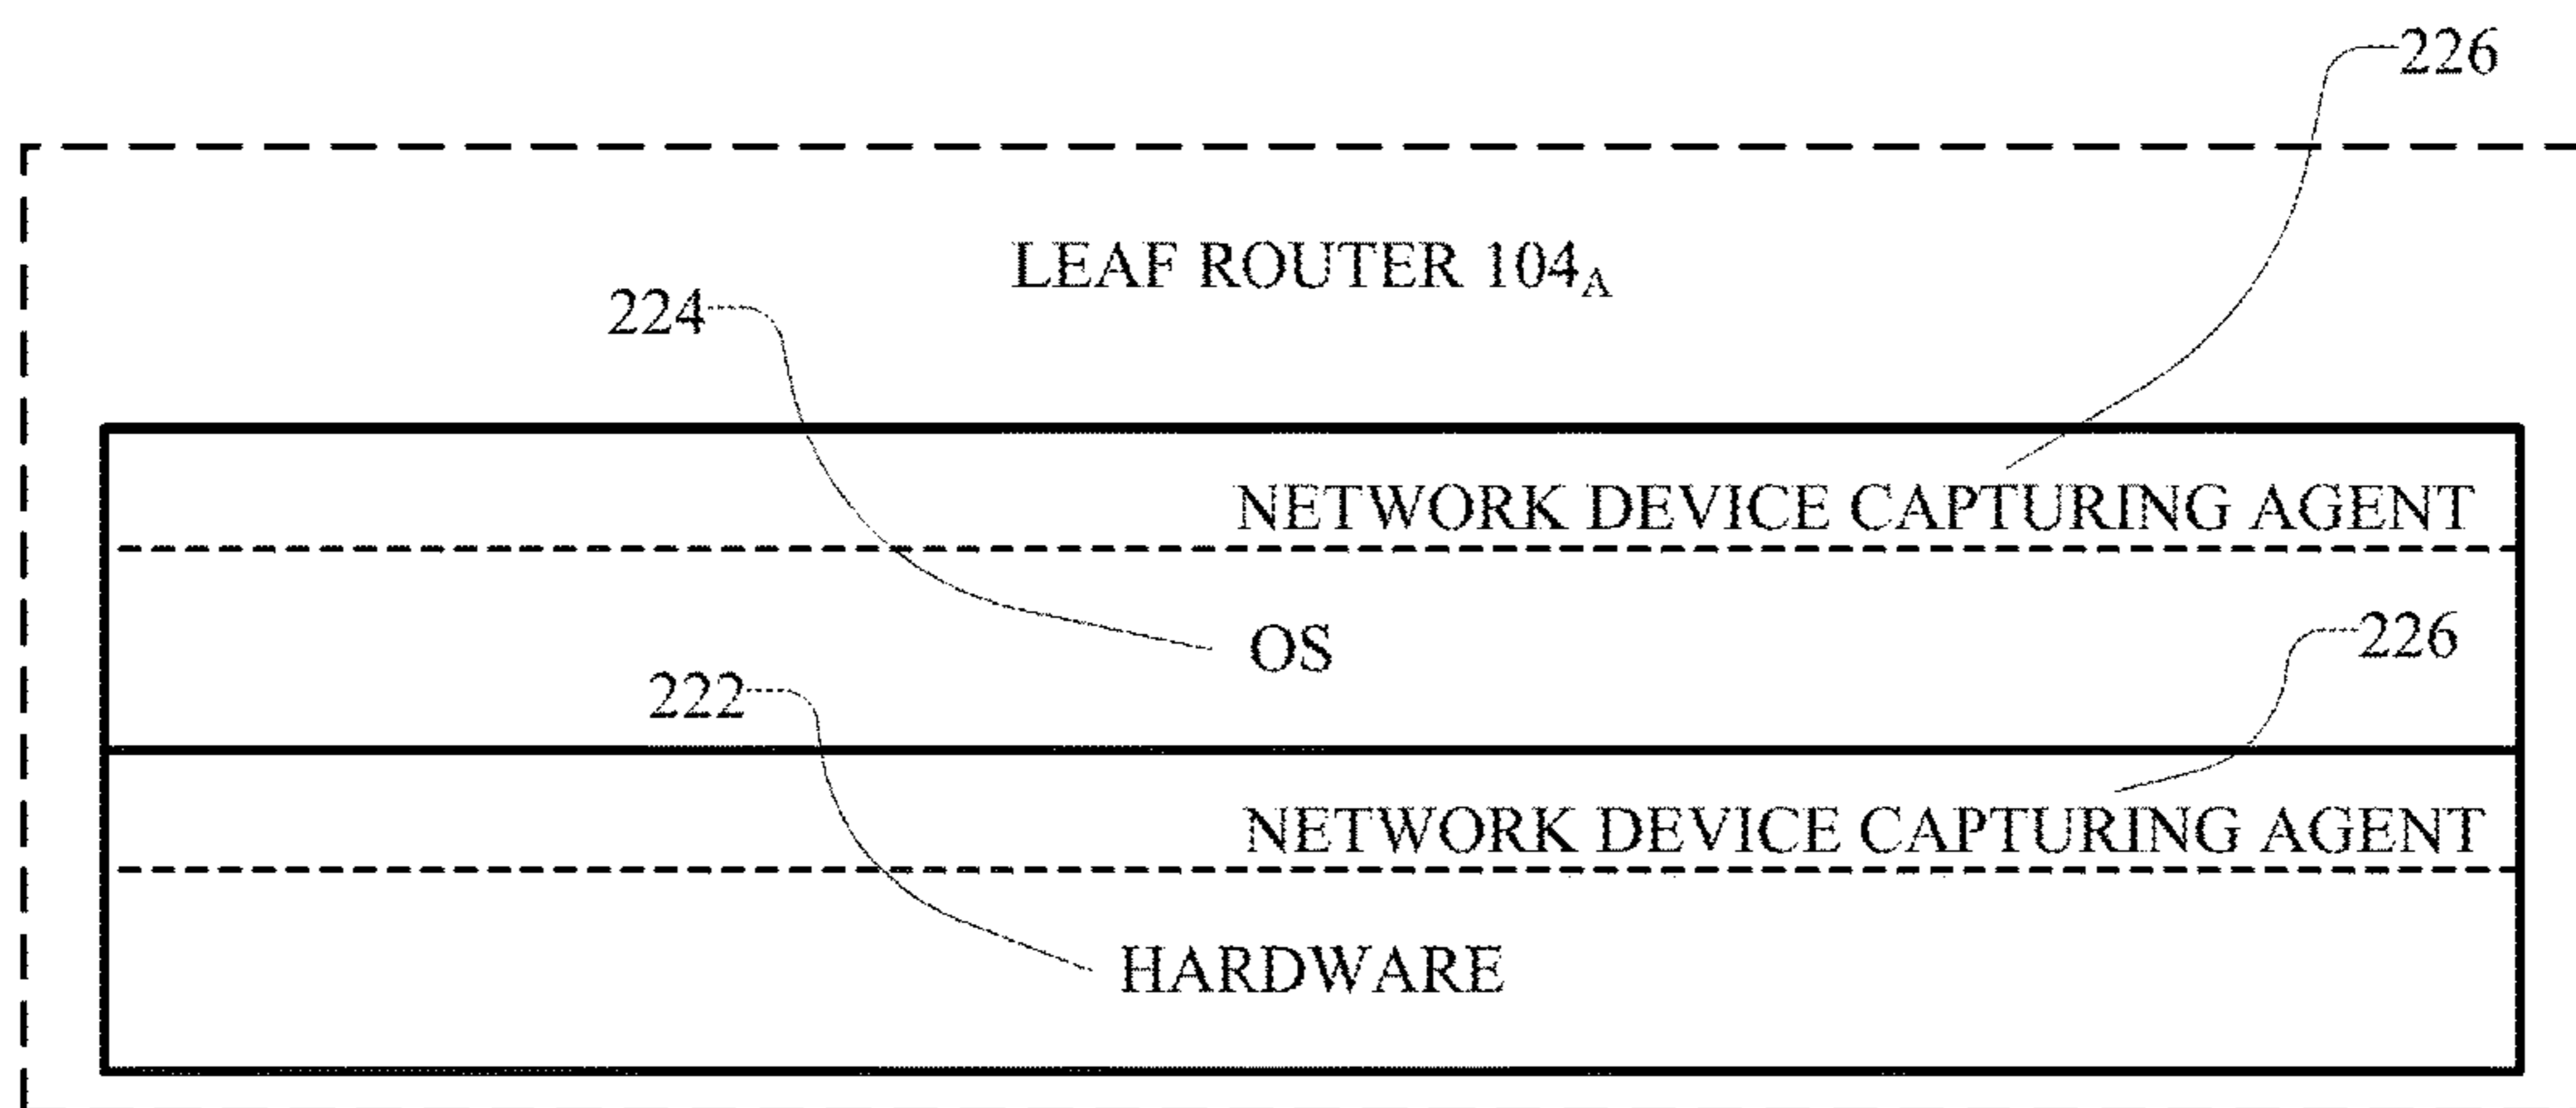 226
LEAF ROUTER 104A
224
NETWORK DEVICE CAPTURING AGENT
OS
226
222
NETWORK DEVICE CAPTURING AGENT
HARDWARE